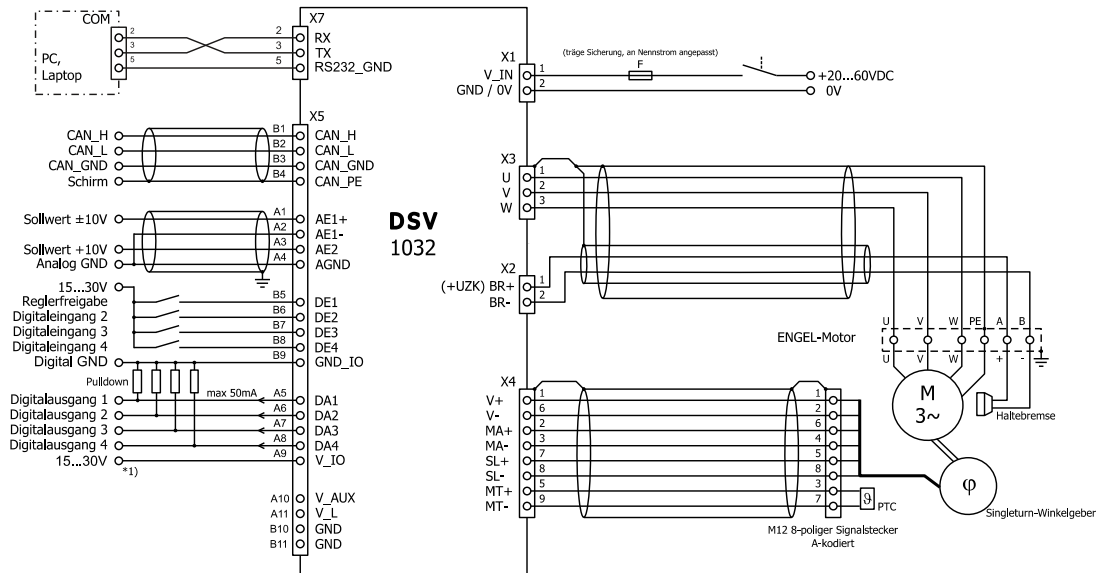 COM
2
3
5
PC,
Laptop
X7
2 RX
3 TX
5 RS232_GND
X5
CAN_H B1 CAN_H
CAN_L B2 CAN_L
CAN_GND B3 CAN_GND
Schirm B4 CAN_PE
Sollwert ±10V A1 AE1+
A2 AE1-
Sollwert +10V A3 AE2
Analog GND A4 AGND
15...30V
Reglerfreigabe B5 DE1
Digitaleingang 2 B6 DE2
Digitaleingang 3 B7 DE3
Digitaleingang 4 B8 DE4
Digital GND B9 GND_IO
Pulldown
max 50mA
Digitalausgang 1 A5 DA1
Digitalausgang 2 A6 DA2
Digitalausgang 3 A7 DA3
Digitalausgang 4 A8 DA4
15...30V A9 V_IO
*1)
A10 V_AUX
A11 V_L
B10 GND
B11 GND
DSV
1032
X1
(träge Sicherung, an Nennstrom angepasst)
F
V_IN 1 +20...60VDC
GND / 0V 2 0V
X3
U 1
V 2
W 3
X2
(+UZK) BR+ 1
BR- 2
U V W PE A B
ENGEL-Motor
U V W + -
M
3~
Haltebremse
X4
V+ 1 1
V- 6 2
MA+ 2 6
MA- 3 4
SL+ 7 5
SL- 8 8
MT+ 5 3
MT- 9 7
ϑ
PTC
φ
Singleturn-Winkelgeber
M12 8-poliger Signalstecker
A-kodiert